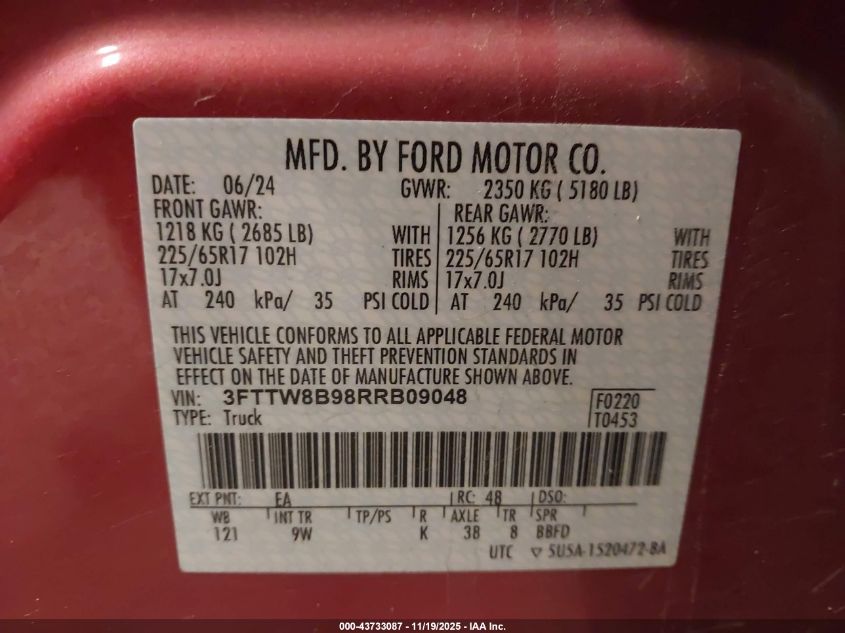 MFD. BY FORD MOTOR CO.
DATE: 06/24 GVWR: 2350 KG ( 5180 LB)
FRONT GAWR: REAR GAWR:
1218 KG ( 2685 LB) WITH 1256 KG ( 2770 LB) WITH
225/65R17 102H TIRES 225/65R17 102H TIRES
17x7.0J RIMS 17x7.0J RIMS
AT 240 kPa/ 35 PSI COLD AT 240 kPa/ 35 PSI COLD
THIS VEHICLE CONFORMS TO ALL APPLICABLE FEDERAL MOTOR
VEHICLE SAFETY AND THEFT PREVENTION STANDARDS IN
EFFECT ON THE DATE OF MANUFACTURE SHOWN ABOVE.
VIN: 3FTTW8B98RRB09048 F0220
TYPE: Truck T0453
EXT PNT: EA RC: 48 DSO:
WB INT TR TP/PS R AXLE TR SPR
121 9W K 38 8 BBFD
UTC ▽ SU5A-1520472-BA
000-43733087 - 11/19/2025 - IAA Inc.